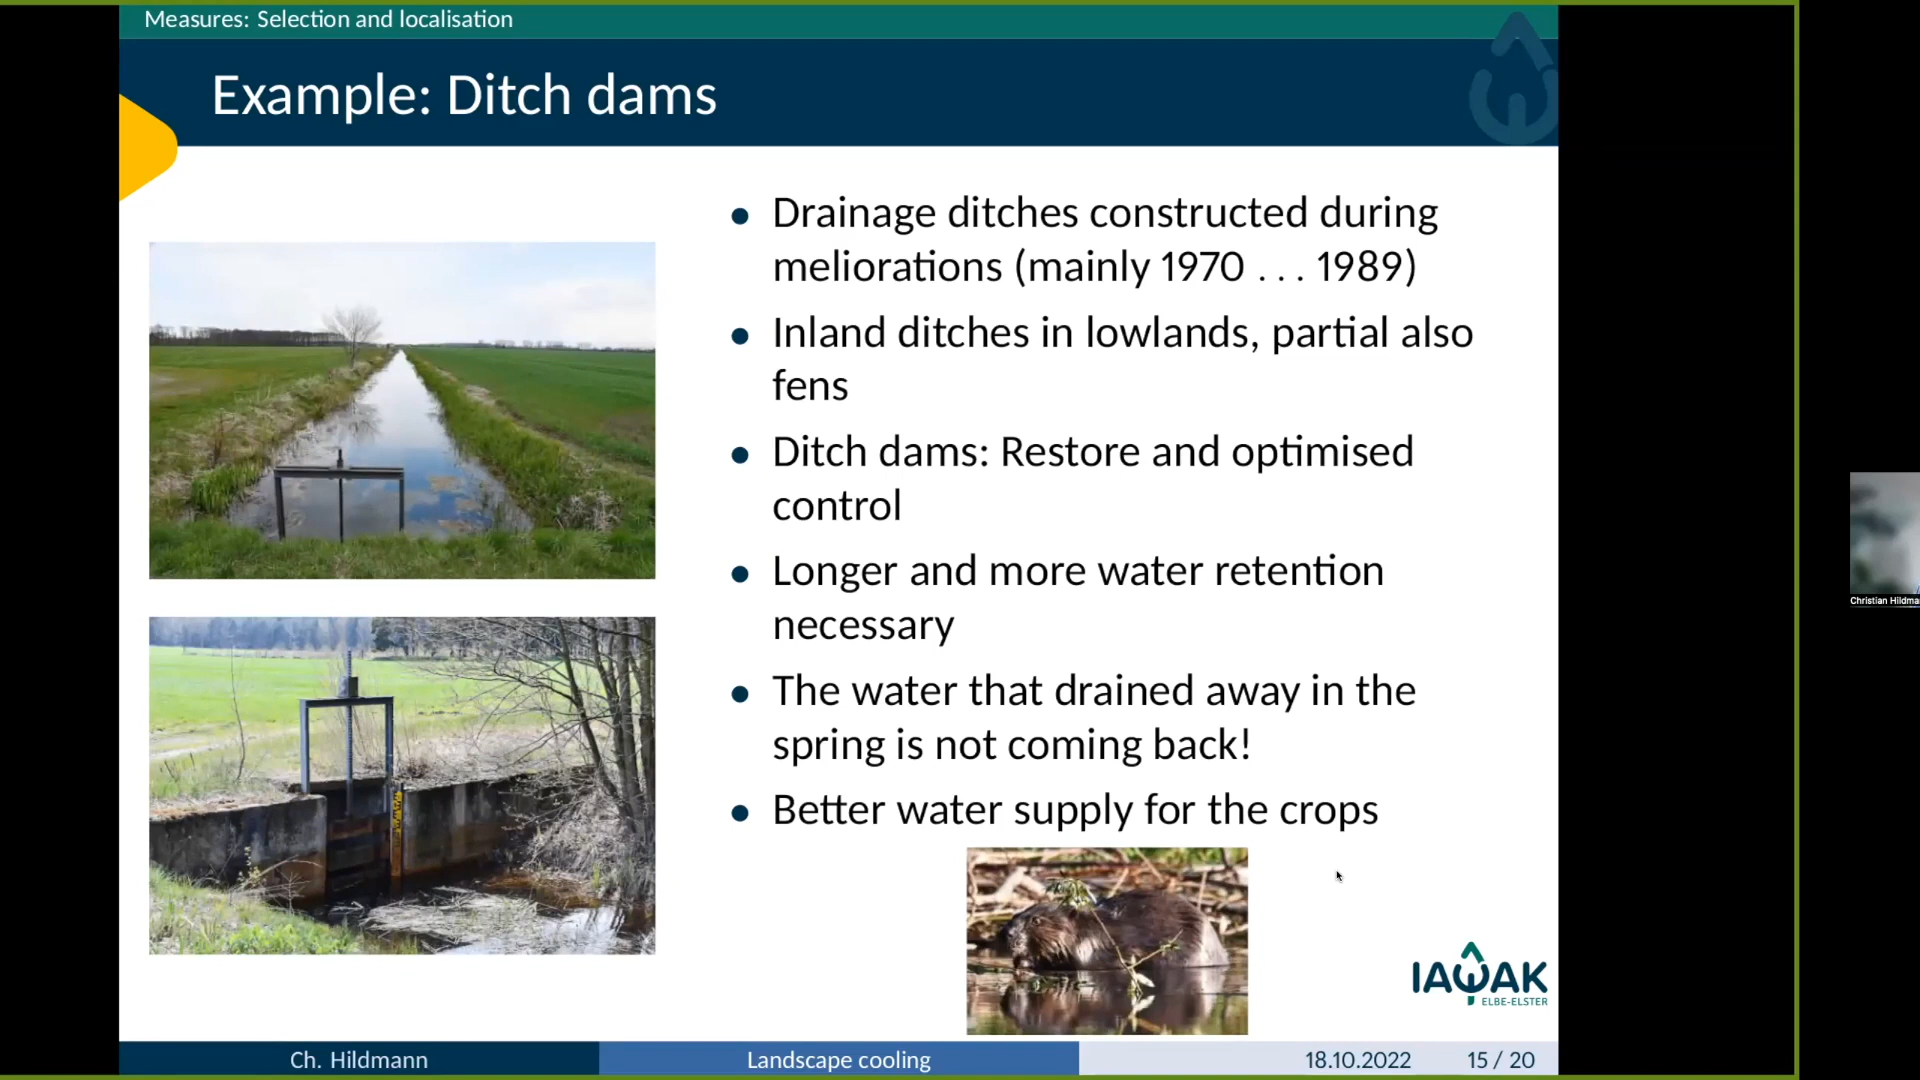 Measures: Selection and localisation
Example: Ditch dams
• Drainage ditches constructed during
meliorations (mainly 1970 . . . 1989)
• Inland ditches in lowlands, partial also
fens
• Ditch dams: Restore and optimised
control
• Longer and more water retention
necessary
• The water that drained away in the
spring is not coming back!
• Better water supply for the crops
Christian Hildma
IAWAK
ELBE-ELSTER
Ch. Hildmann
Landscape cooling
18.10.2022
15 / 20